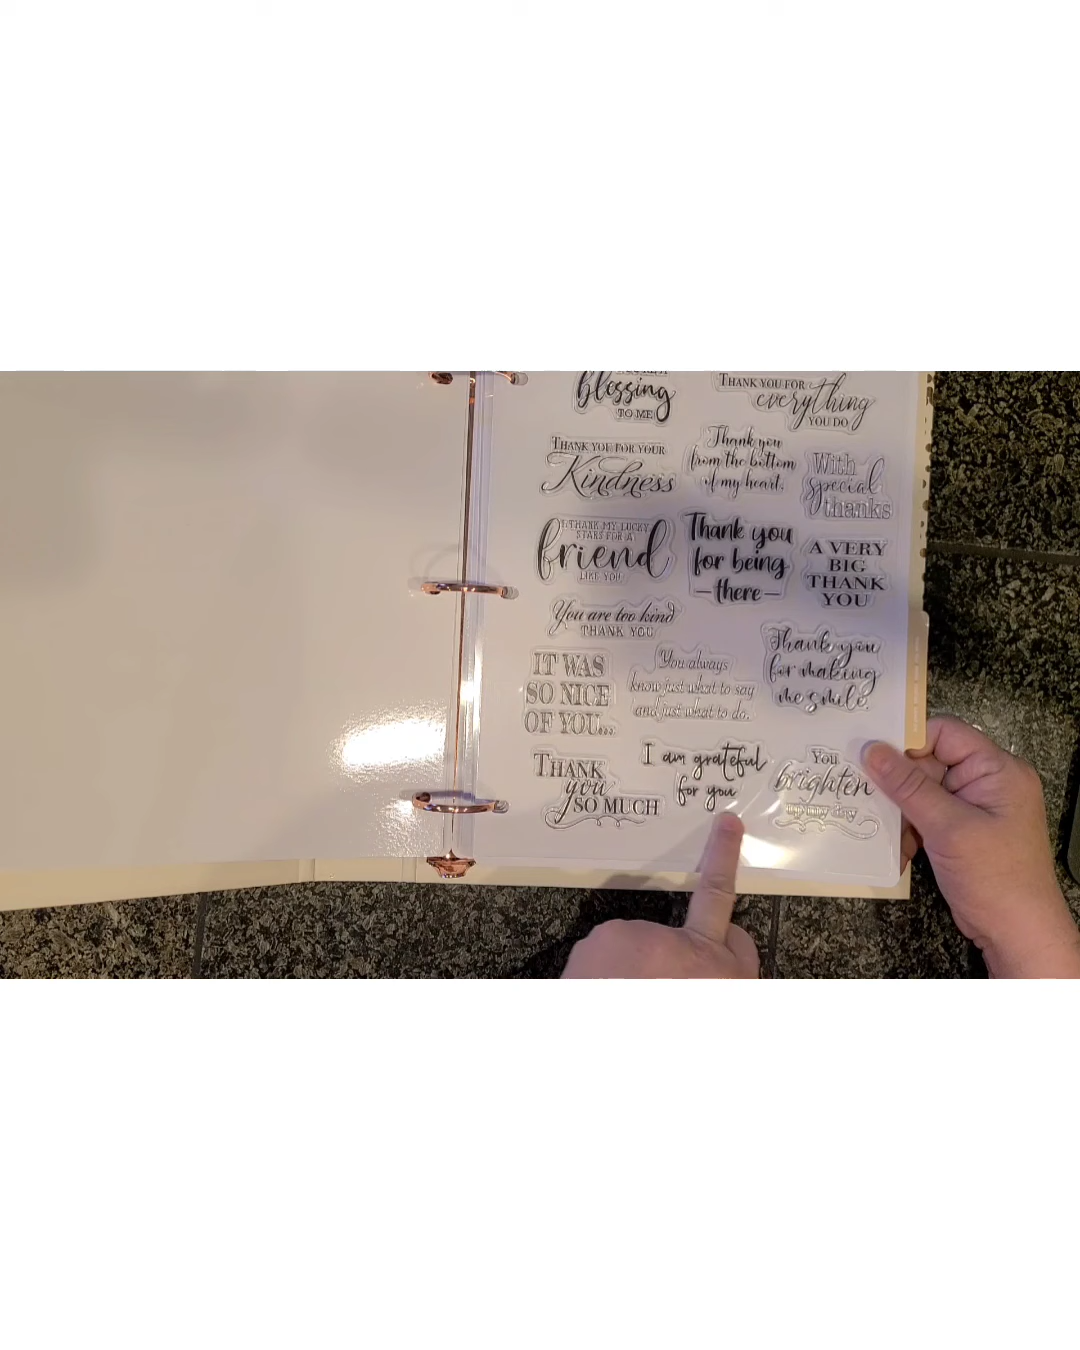 blessing
TO ME
THANK YOU FOR
everything
YOU DO
THANK YOU FOR YOUR
Kindness
Thank you
from the bottom
of my heart.
With
special
thanks
I THANK MY LUCKY
STARS FOR A
friend
LIKE YOU
Thank you
for being
—there—
A VERY
BIG
THANK
YOU
You are too kind
THANK YOU
IT WAS
SO NICE
OF YOU...
You always
know just what to say
and just what to do.
Thank you
for making
me smile.
THANK
you
SO MUCH
I am grateful
for you
YOU
brighten
up my day